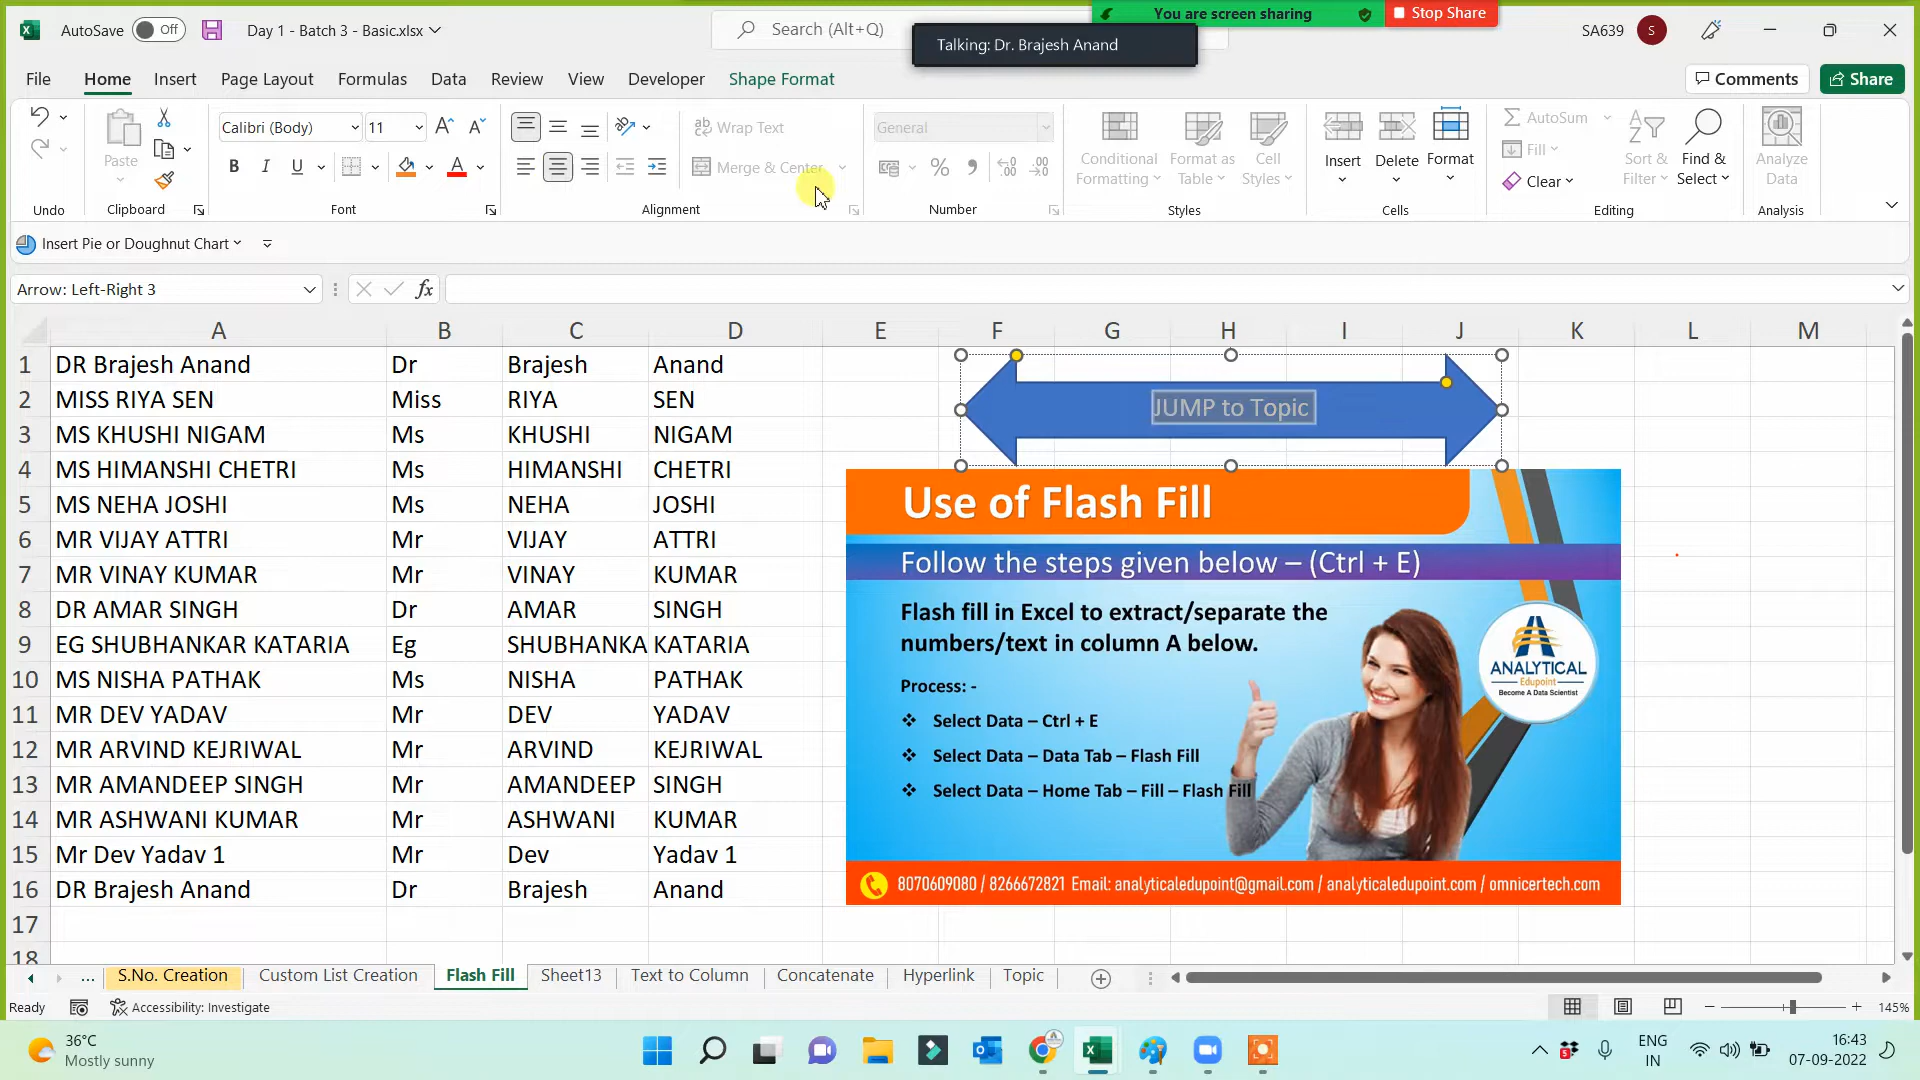 You are screen sharing
Stop Share
Talking: Dr. Brajesh Anand
AutoSave Off Day 1 - Batch 3 - Basic.xlsx
Search (Alt+Q)
SA639 S
File Home Insert Page Layout Formulas Data Review View Developer Shape Format
Comments Share
Paste
Calibri (Body) 11
B I U
Wrap Text
Merge & Center
General
Conditional Formatting
Format as Table
Cell Styles
Insert Delete Format
AutoSum
Fill
Clear
Sort & Filter
Find & Select
Analyze Data
Undo Clipboard Font Alignment Number Styles Cells Editing Analysis
Insert Pie or Doughnut Chart
Arrow: Left-Right 3 fx
A B C D E F G H I J K L M
1 DR Brajesh Anand Dr Brajesh Anand
2 MISS RIYA SEN Miss RIYA SEN
3 MS KHUSHI NIGAM Ms KHUSHI NIGAM
4 MS HIMANSHI CHETRI Ms HIMANSHI CHETRI
5 MS NEHA JOSHI Ms NEHA JOSHI
6 MR VIJAY ATTRI Mr VIJAY ATTRI
7 MR VINAY KUMAR Mr VINAY KUMAR
8 DR AMAR SINGH Dr AMAR SINGH
9 EG SHUBHANKAR KATARIA Eg SHUBHANKA KATARIA
10 MS NISHA PATHAK Ms NISHA PATHAK
11 MR DEV YADAV Mr DEV YADAV
12 MR ARVIND KEJRIWAL Mr ARVIND KEJRIWAL
13 MR AMANDEEP SINGH Mr AMANDEEP SINGH
14 MR ASHWANI KUMAR Mr ASHWANI KUMAR
15 Mr Dev Yadav 1 Mr Dev Yadav 1
16 DR Brajesh Anand Dr Brajesh Anand
17
18
JUMP to Topic
Use of Flash Fill
Follow the steps given below – (Ctrl + E)
Flash fill in Excel to extract/separate the
numbers/text in column A below.
Process: -
❖ Select Data – Ctrl + E
❖ Select Data – Data Tab – Flash Fill
❖ Select Data – Home Tab – Fill – Flash Fill
ANALYTICAL
Edupoint
Become A Data Scientist
8070609080 / 8266672821 Email: analyticaledupoint@gmail.com / analyticaledupoint.com / omnicertech.com
... S.No. Creation Custom List Creation Flash Fill Sheet13 Text to Column Concatenate Hyperlink Topic
Ready Accessibility: Investigate 145%
36°C
Mostly sunny
5
ENG
IN
16:43
07-09-2022